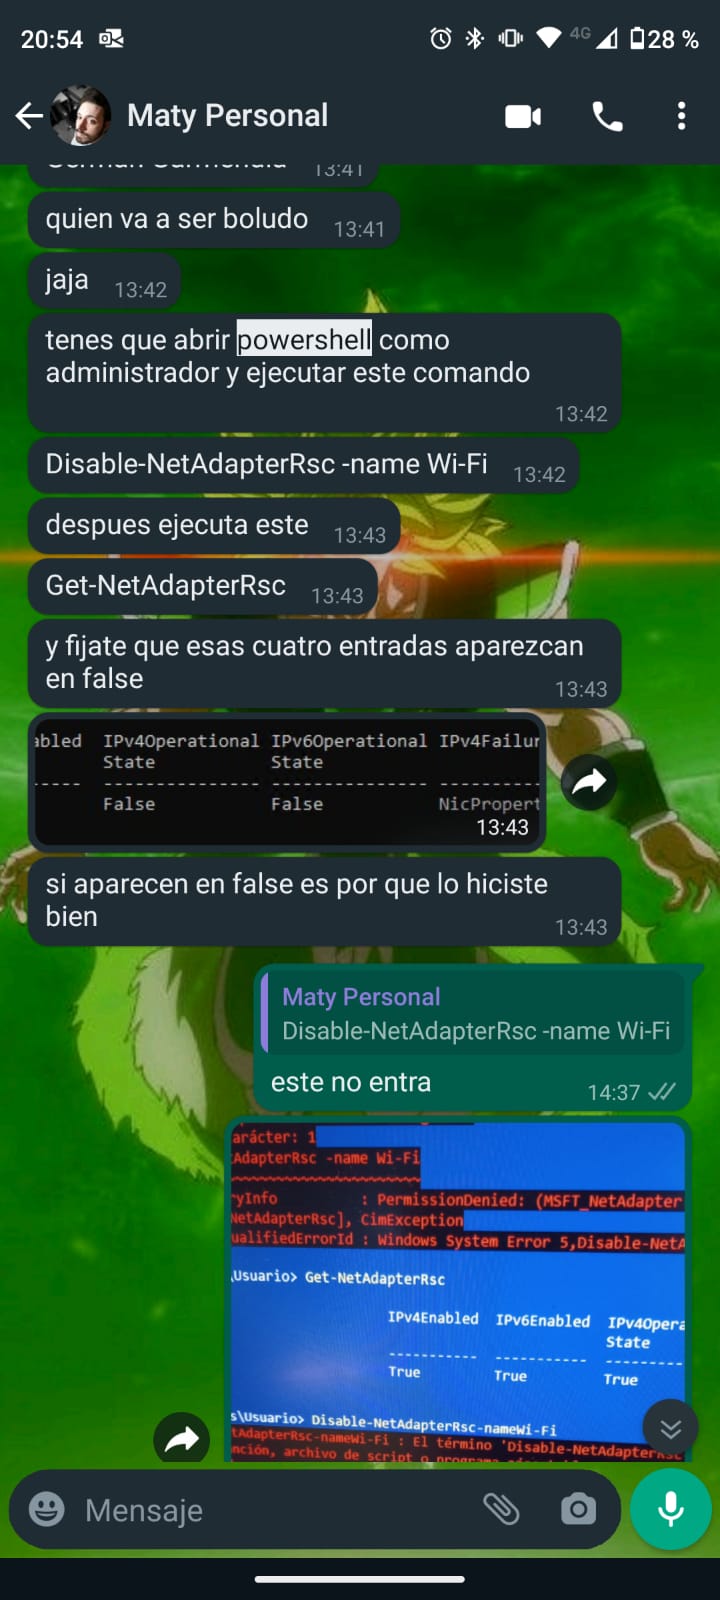 20:54
4G
28 %
Maty Personal
13:41
quien va a ser boludo 13:41
jaja 13:42
tenes que abrir powershell como
administrador y ejecutar este comando
13:42
Disable-NetAdapterRsc -name Wi-Fi 13:42
despues ejecuta este 13:43
Get-NetAdapterRsc 13:43
y fijate que esas cuatro entradas aparezcan
en false
13:43
abled IPv4Operational IPv6Operational IPv4Failur
State State
----- --------------- --------------- ----------
False False NicPropert
13:43
si aparecen en false es por que lo hiciste
bien
13:43
Maty Personal
Disable-NetAdapterRsc -name Wi-Fi
este no entra
14:37
arácter: 1
tAdapterRsc -name Wi-Fi
~~~~~~~~~~~~~~~~~~~~~~~
ryInfo : PermissionDenied: (MSFT_NetAdapter
NetAdapterRsc], CimException
ualifiedErrorId : Windows System Error 5,Disable-NetA
\Usuario> Get-NetAdapterRsc
IPv4Enabled IPv6Enabled IPv4Opera
State
----------- ----------- ---------
True True True
s\Usuario> Disable-NetAdapterRsc-nameWi-Fi
tAdapterRsc-nameWi-Fi : El término 'Disable-NetAdapterRsc
nción, archivo de script o programa
Mensaje